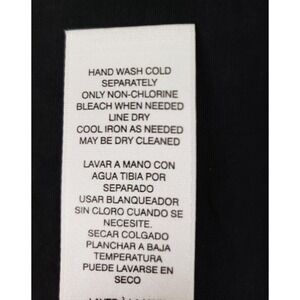 HAND WASH COLD
SEPARATELY
ONLY NON-CHLORINE
BLEACH WHEN NEEDED
LINE DRY
COOL IRON AS NEEDED
MAY BE DRY CLEANED
LAVAR A MANO CON
AGUA TIBIA POR
SEPARADO
USAR BLANQUEADOR
SIN CLORO CUANDO SE
NECESITE.
SECAR COLGADO
PLANCHAR A BAJA
TEMPERATURA
PUEDE LAVARSE EN
SECO